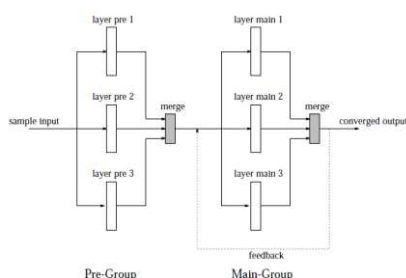 layer pre 1
layer main 1
layer pre 2
merge
layer main 2
merge
sample input
converged output
layer pre 3
layer main 3
feedback
Pre-Group
Main-Group